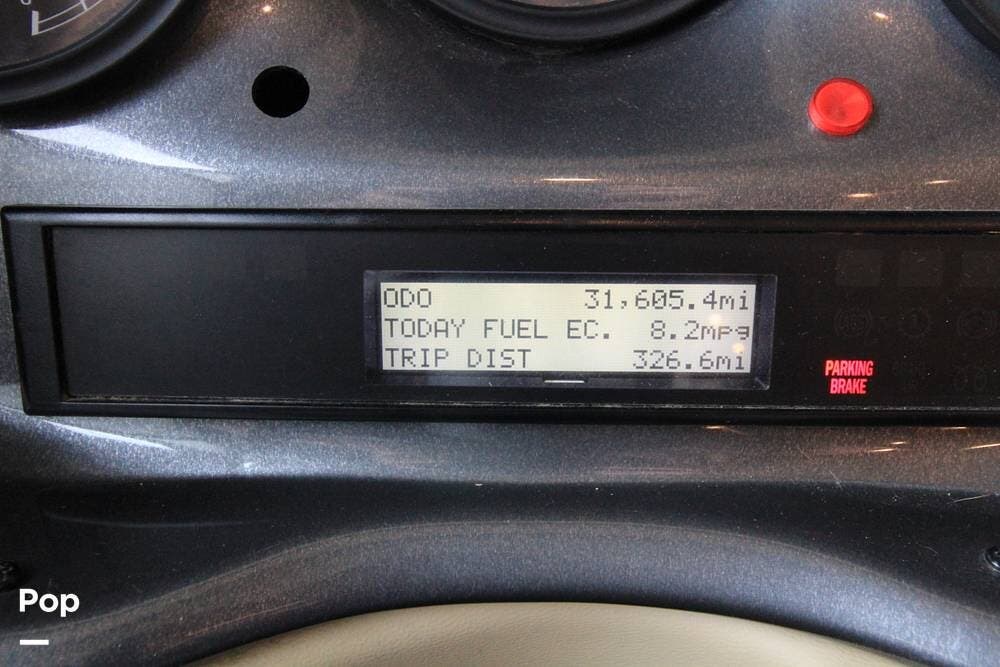 ODO 31,605.4mi
TODAY FUEL EC. 8.2mpg
TRIP DIST 326.6mi
PARKING
BRAKE
Pop